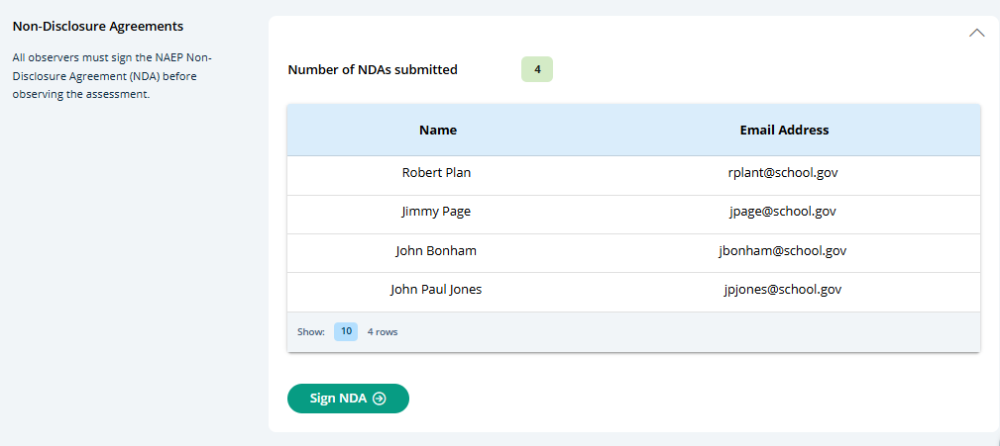 Non-Disclosure Agreements
All observers must sign the NAEP Non-
Disclosure Agreement (NDA) before
observing the assessment.
Number of NDAs submitted 4
Name Email Address
Robert Plan rplant@school.gov
Jimmy Page jpage@school.gov
John Bonham jbonham@school.gov
John Paul Jones jpjones@school.gov
Show: 10 4 rows
Sign NDA